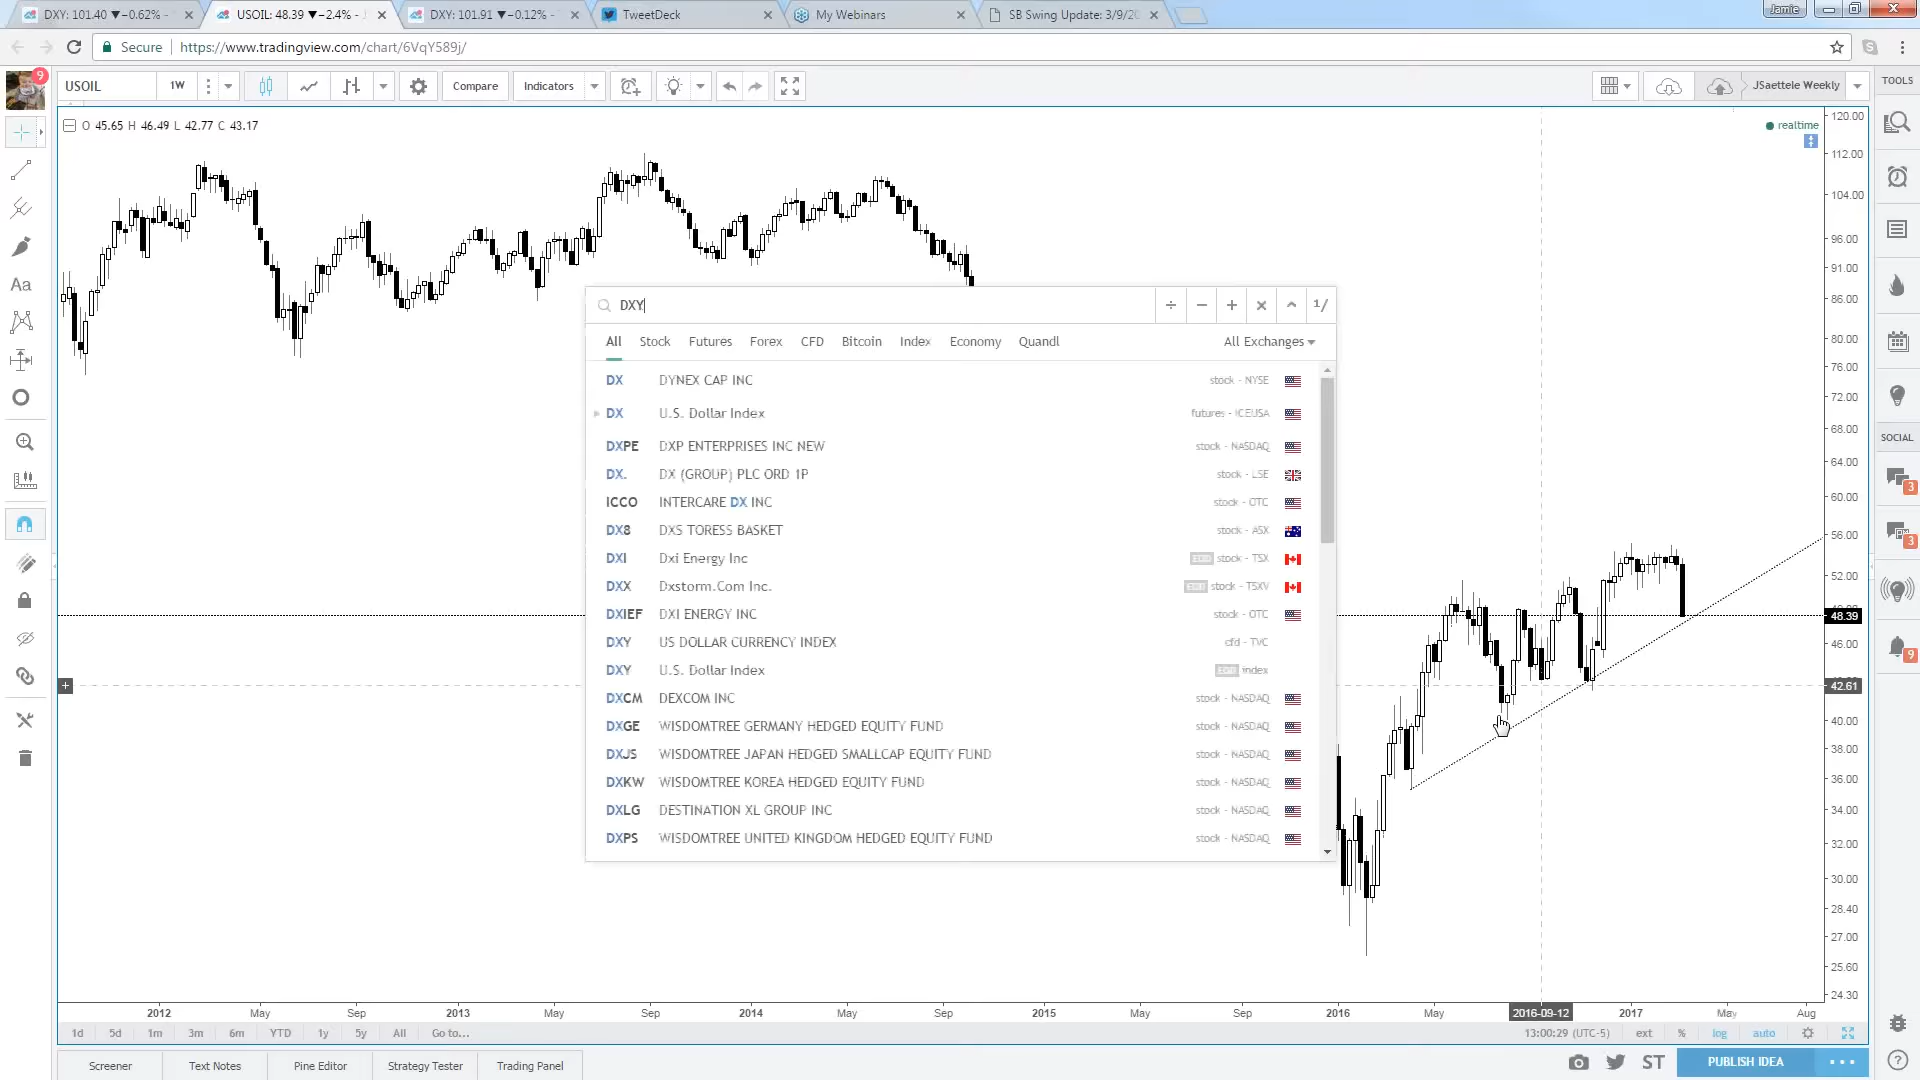 DXY: 101.40 ▼−0.62% -
USOIL: 48.39 ▼−2.4% - J
DXY: 101.91 ▼−0.12% -
TweetDeck
My Webinars
SB Swing Update: 3/9/20
Jamie
Secure
https://www.tradingview.com/chart/6VqY589j/
9
USOIL
1W
Compare
Indicators
JSaettele Weekly
TOOLS
O 45.65 H 46.49 L 42.77 C 43.17
realtime
120.00
112.00
104.00
96.00
91.00
86.00
80.00
76.00
72.00
68.00
64.00
60.00
56.00
52.00
48.39
46.00
42.61
40.00
38.00
36.00
34.00
32.00
30.00
28.40
27.00
25.60
24.30
Aa
DXY
÷ − + × ^ 1/
All Stock Futures Forex CFD Bitcoin Index Economy Quandl All Exchanges
DX DYNEX CAP INC stock - NYSE
DX U.S. Dollar Index futures - ICEUSA
DXPE DXP ENTERPRISES INC NEW stock - NASDAQ
DX. DX (GROUP) PLC ORD 1P stock - LSE
ICCO INTERCARE DX INC stock - OTC
DX8 DXS TORESS BASKET stock - ASX
DXI Dxi Energy Inc EOD stock - TSX
DXX Dxstorm.Com Inc. EOD stock - TSXV
DXIEF DXI ENERGY INC stock - OTC
DXY US DOLLAR CURRENCY INDEX cfd - TVC
DXY U.S. Dollar Index EOD index
DXCM DEXCOM INC stock - NASDAQ
DXGE WISDOMTREE GERMANY HEDGED EQUITY FUND stock - NASDAQ
DXJS WISDOMTREE JAPAN HEDGED SMALLCAP EQUITY FUND stock - NASDAQ
DXKW WISDOMTREE KOREA HEDGED EQUITY FUND stock - NASDAQ
DXLG DESTINATION XL GROUP INC stock - NASDAQ
DXPS WISDOMTREE UNITED KINGDOM HEDGED EQUITY FUND stock - NASDAQ
SOCIAL
3
3
9
2012 May Sep 2013 May Sep 2014 May Sep 2015 May Sep 2016 May 2016-09-12 2017 May Aug
1d 5d 1m 3m 6m YTD 1y 5y All Go to...
13:00:29 (UTC-5) ext % log auto
Screener Text Notes Pine Editor Strategy Tester Trading Panel
ST
PUBLISH IDEA